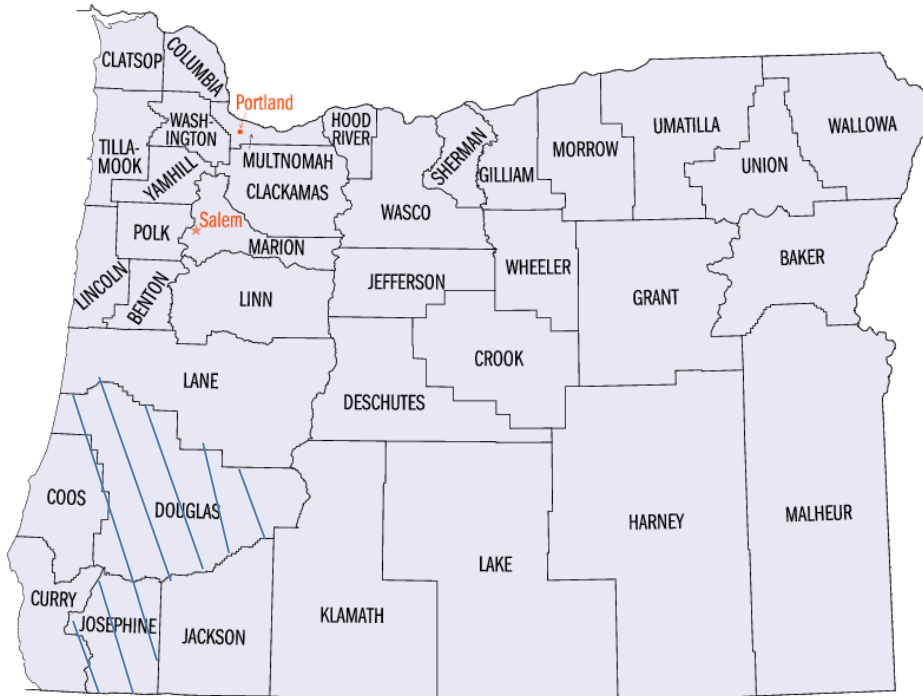 CLATSOP
COLUMBIA
Portland
WASH-
INGTON
HOOD
RIVER
TILLA-
MOOK
YAMHILL
MULTNOMAH
CLACKAMAS
SHERMAN
GILLIAM
MORROW
UMATILLA
UNION
WALLOWA
WASCO
Salem
POLK
MARION
LINCOLN
BENTON
LINN
JEFFERSON
WHEELER
GRANT
BAKER
LANE
CROOK
DESCHUTES
COOS
DOUGLAS
HARNEY
MALHEUR
LAKE
CURRY
JOSEPHINE
JACKSON
KLAMATH